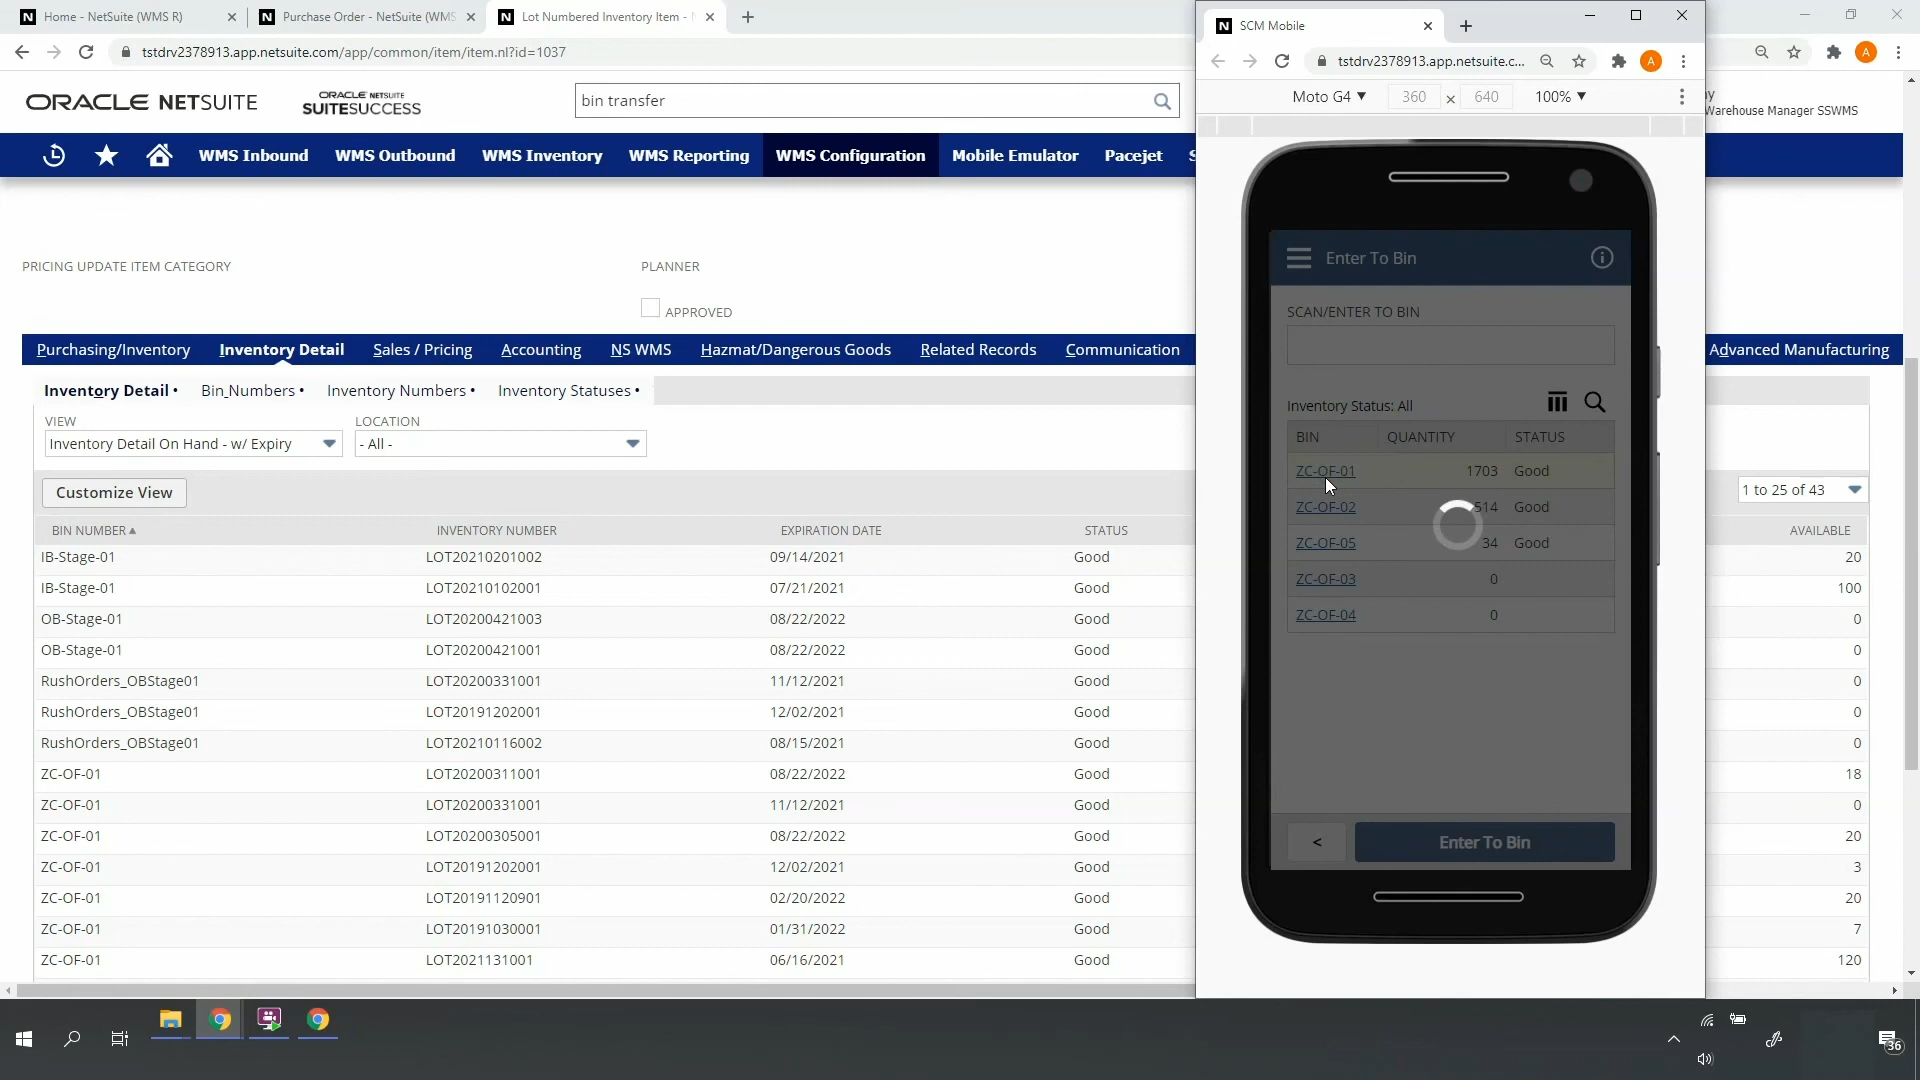 Home - NetSuite (WMS R)
Purchase Order - NetSuite (WMS
Lot Numbered Inventory Item -
tstdrv2378913.app.netsuite.com/app/common/item/item.nl?id=1037
A
ORACLE NETSUITE
ORACLE NETSUITE
SUITESUCCESS
bin transfer
Warehouse Manager SSWMS
WMS Inbound
WMS Outbound
WMS Inventory
WMS Reporting
WMS Configuration
Mobile Emulator
Pacejet
PRICING UPDATE ITEM CATEGORY
PLANNER
APPROVED
Purchasing/Inventory
Inventory Detail
Sales / Pricing
Accounting
NS WMS
Hazmat/Dangerous Goods
Related Records
Communication
Advanced Manufacturing
Inventory Detail •
Bin Numbers •
Inventory Numbers •
Inventory Statuses •
VIEW
LOCATION
Inventory Detail On Hand - w/ Expiry
- All -
Customize View
1 to 25 of 43
BIN NUMBER INVENTORY NUMBER EXPIRATION DATE STATUS AVAILABLE
IB-Stage-01 LOT20210201002 09/14/2021 Good 20
IB-Stage-01 LOT20210102001 07/21/2021 Good 100
OB-Stage-01 LOT20200421003 08/22/2022 Good 0
OB-Stage-01 LOT20200421001 08/22/2022 Good 0
RushOrders_OBStage01 LOT20200331001 11/12/2021 Good 0
RushOrders_OBStage01 LOT20191202001 12/02/2021 Good 0
RushOrders_OBStage01 LOT20210116002 08/15/2021 Good 0
ZC-OF-01 LOT20200311001 08/22/2022 Good 18
ZC-OF-01 LOT20200331001 11/12/2021 Good 0
ZC-OF-01 LOT20200305001 08/22/2022 Good 20
ZC-OF-01 LOT20191202001 12/02/2021 Good 3
ZC-OF-01 LOT20191120901 02/20/2022 Good 20
ZC-OF-01 LOT20191030001 01/31/2022 Good 7
ZC-OF-01 LOT2021131001 06/16/2021 Good 120
SCM Mobile
tstdrv2378913.app.netsuite.c...
A
Moto G4
360 x 640
100%
Enter To Bin
SCAN/ENTER TO BIN
Inventory Status: All
BIN QUANTITY STATUS
ZC-OF-01 1703 Good
ZC-OF-02 514 Good
ZC-OF-05 34 Good
ZC-OF-03 0
ZC-OF-04 0
<
Enter To Bin
36